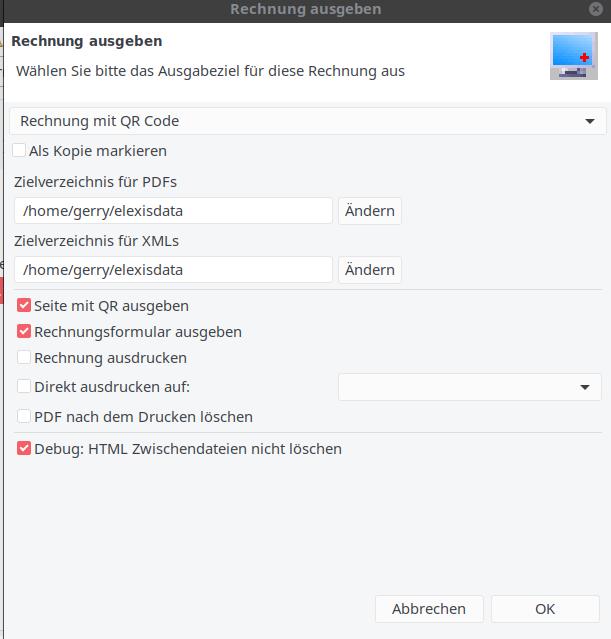 Rechnung ausgeben
Rechnung ausgeben
Wählen Sie bitte das Ausgabeziel für diese Rechnung aus
Rechnung mit QR Code
Als Kopie markieren
Zielverzeichnis für PDFs
/home/gerry/elexisdata Ändern
Zielverzeichnis für XMLs
/home/gerry/elexisdata Ändern
Seite mit QR ausgeben
Rechnungsformular ausgeben
Rechnung ausdrucken
Direkt ausdrucken auf:
PDF nach dem Drucken löschen
Debug: HTML Zwischendateien nicht löschen
Abbrechen OK